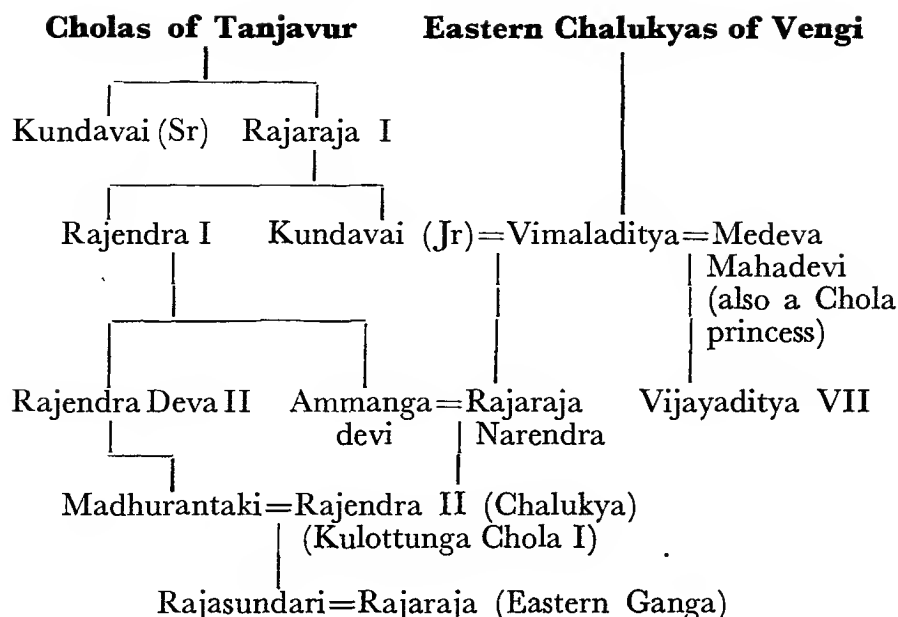 Cholas of Tanjavur Eastern Chalukyas of Vengi
Kundavai (Sr) Rajaraja I
Rajendra I Kundavai (Jr)=Vimaladitya=Medeva
Mahadevi
(also a Chola
princess)
Rajendra Deva II Ammanga=Rajaraja Vijayaditya VII
devi Narendra
Madhurantaki=Rajendra II (Chalukya)
(Kulottunga Chola I)
Rajasundari=Rajaraja (Eastern Ganga)